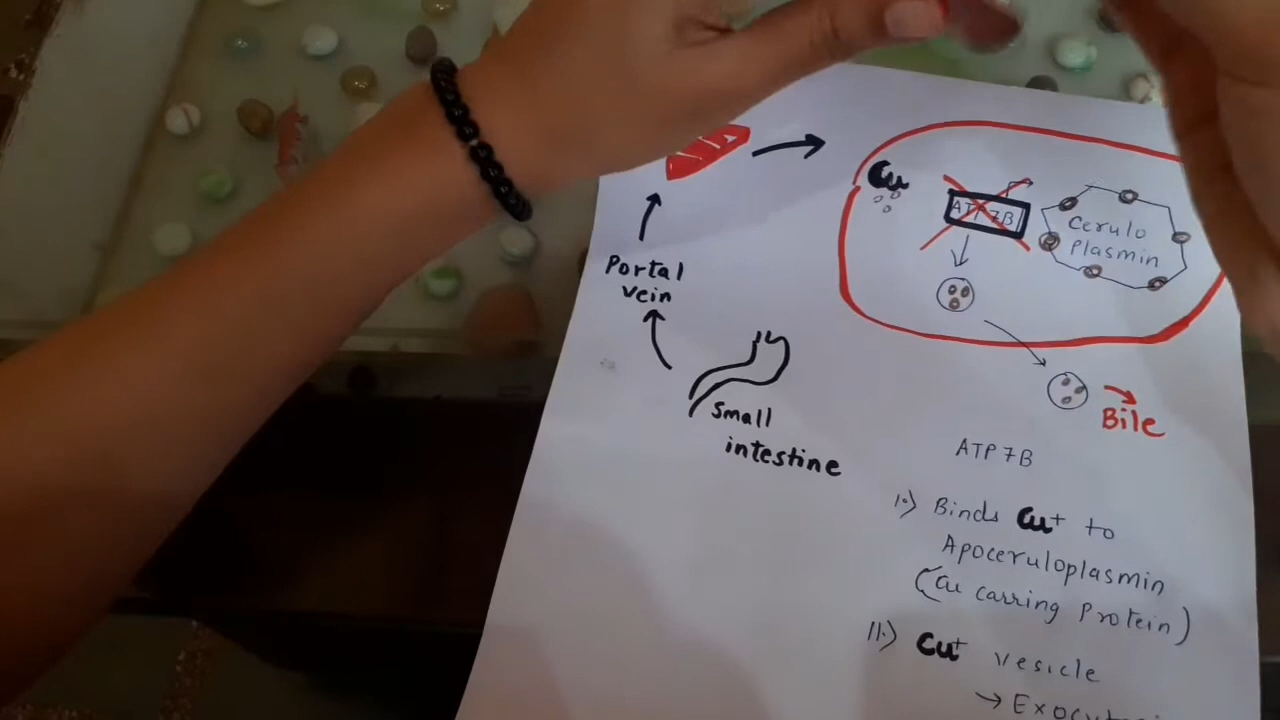 Cu
ATP7B
Cerulo
Plasmin
Portal
vein
Small
intestine
Bile
ATP7B
I.) Binds Cu+ to
Apoceruloplasmin
(Cu carring Protein)
II.) Cu+ vesicle
→